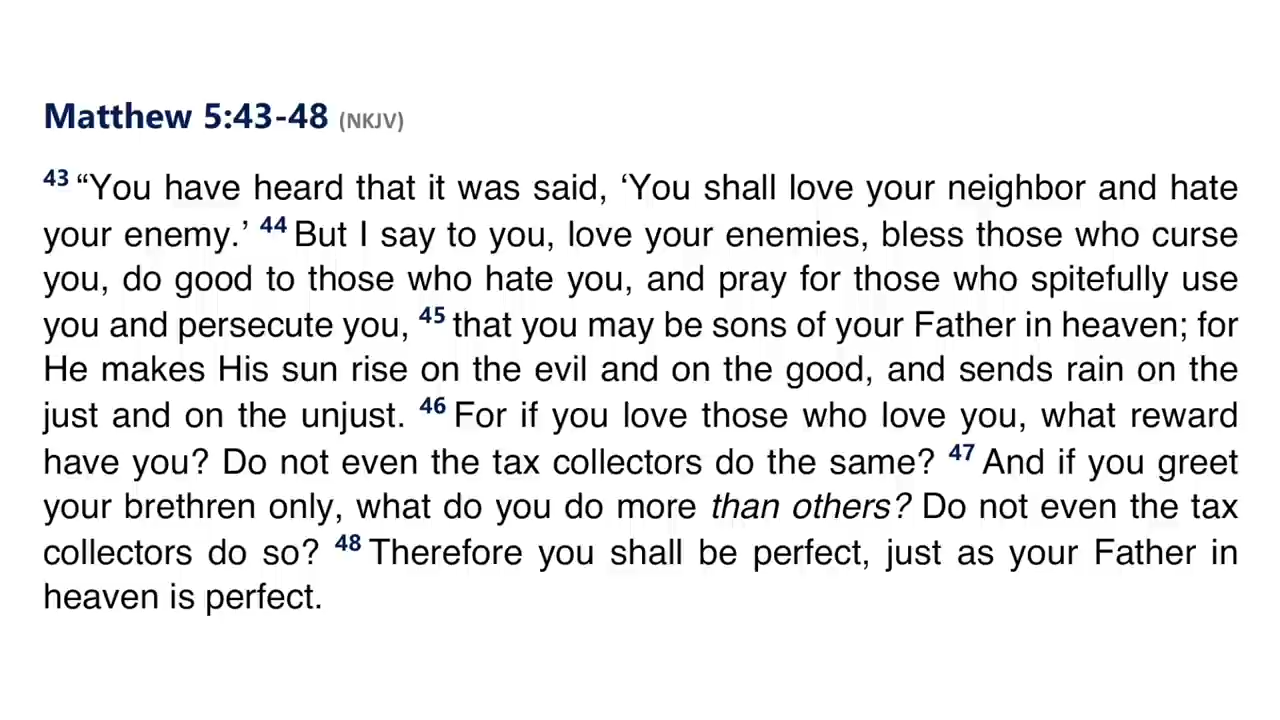 Matthew 5:43-48 (NKJV)
43 “You have heard that it was said, ‘You shall love your neighbor and hate
your enemy.’ 44 But I say to you, love your enemies, bless those who curse
you, do good to those who hate you, and pray for those who spitefully use
you and persecute you, 45 that you may be sons of your Father in heaven; for
He makes His sun rise on the evil and on the good, and sends rain on the
just and on the unjust. 46 For if you love those who love you, what reward
have you? Do not even the tax collectors do the same? 47 And if you greet
your brethren only, what do you do more than others? Do not even the tax
collectors do so? 48 Therefore you shall be perfect, just as your Father in
heaven is perfect.